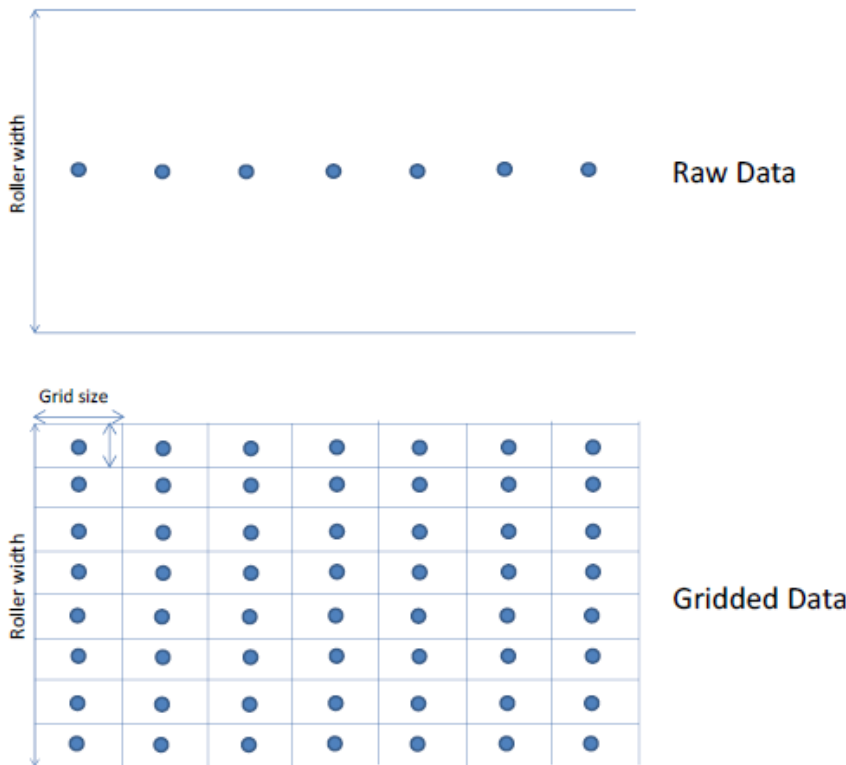 Roller width
Raw Data
Grid size
Roller width
Gridded Data